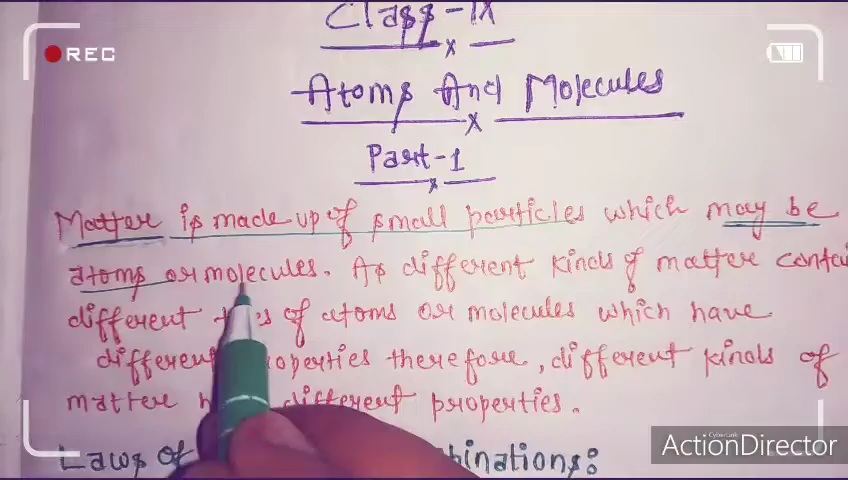 Class-IX
REC
Atoms And Molecules
Part-1
Matter is made up of small particles which may be
atoms or molecules. As different kinds of matter contai
different of atoms or molecules which have
different therefore, different kinds of
matter different properties.
Laws of
CyberLink
ActionDirector